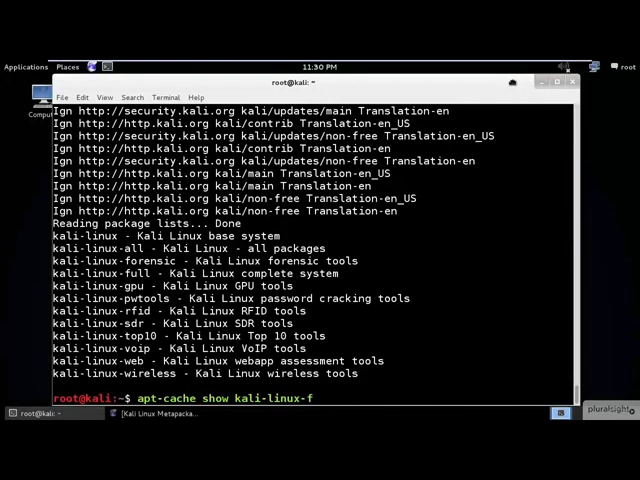 Applications Places 11:30 PM root
root@kali: ~
File Edit View Search Terminal Help
Comput
Ign http://security.kali.org kali/updates/main Translation-en
Ign http://http.kali.org kali/contrib Translation-en_US
Ign http://security.kali.org kali/updates/non-free Translation-en_US
Ign http://http.kali.org kali/contrib Translation-en
Ign http://security.kali.org kali/updates/non-free Translation-en
Ign http://http.kali.org kali/main Translation-en_US
Ign http://http.kali.org kali/main Translation-en
Ign http://http.kali.org kali/non-free Translation-en_US
Ign http://http.kali.org kali/non-free Translation-en
Reading package lists... Done
kali-linux - Kali Linux base system
kali-linux-all - Kali Linux - all packages
kali-linux-forensic - Kali Linux forensic tools
kali-linux-full - Kali Linux complete system
kali-linux-gpu - Kali Linux GPU tools
kali-linux-pwtools - Kali Linux password cracking tools
kali-linux-rfid - Kali Linux RFID tools
kali-linux-sdr - Kali Linux SDR tools
kali-linux-top10 - Kali Linux Top 10 tools
kali-linux-voip - Kali Linux VoIP tools
kali-linux-web - Kali Linux webapp assessment tools
kali-linux-wireless - Kali Linux wireless tools
root@kali:~$ apt-cache show kali-linux-f
root@kali: ~ [Kali Linux Metapacka...
pluralsight